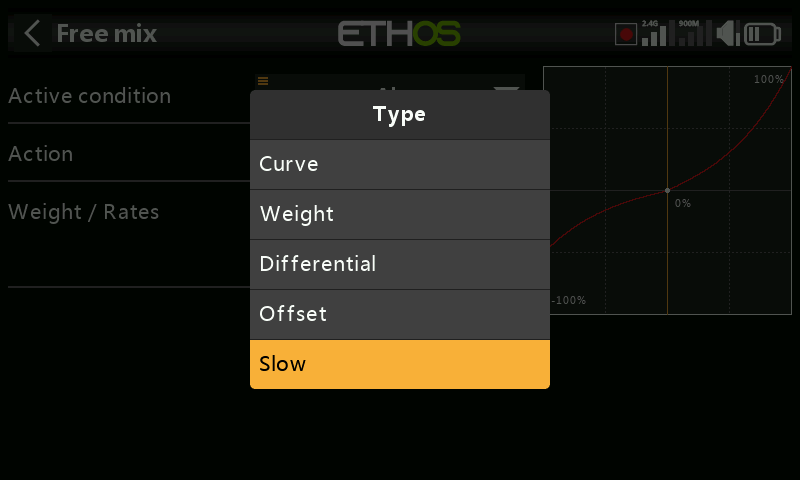 Free mix
ETHOS
2.4G
900M
Active condition
Action
Weight / Rates
Type
Curve
Weight
Differential
Offset
Slow
100%
0%
-100%